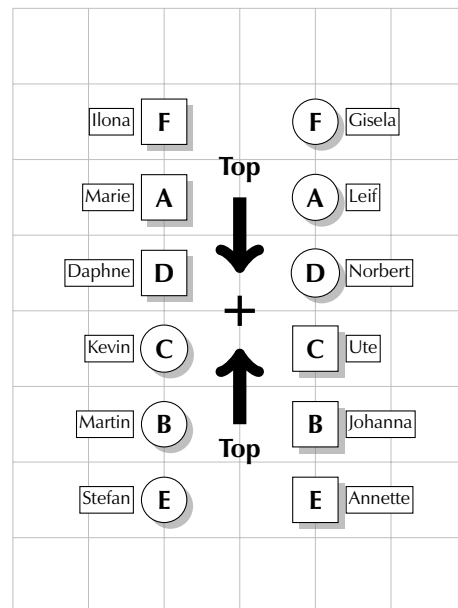 Ilona F F Gisela
Top
Marie A A Leif
Daphne D D Norbert
+
Kevin C C Ute
Martin B B Johanna
Top
Stefan E E Annette